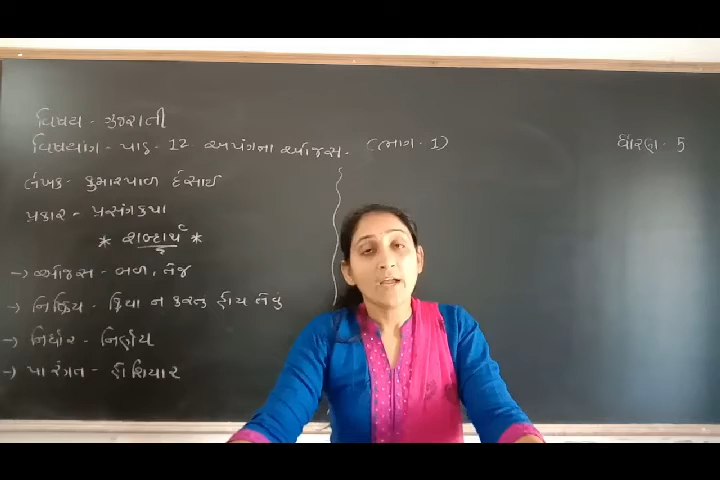 વિષય - ગુજરાતી
વિષયાંગ - પાઠ - 12 અપંગના ઓજસ. (ભાગ - 1)
ધોરણ - 5
લેખક - કુમારપાળ દેસાઈ
પ્રકાર - પ્રસંગકથા
* શબ્દાર્થ *
→ ઓજસ - બળ, તેજ
→ નિષ્ક્રિય - ક્રિયા ન કરતું હોય તેવું
→ નિર્ધાર - નિર્ણય
→ પારંગત - હોંશિયાર